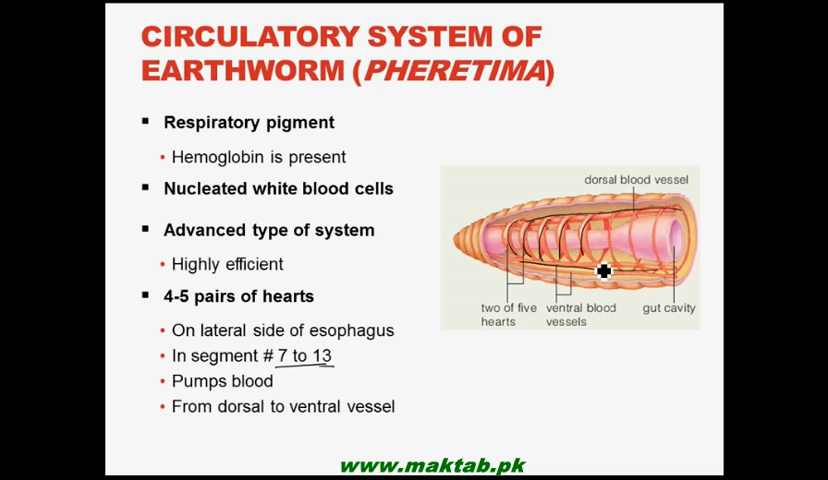 CIRCULATORY SYSTEM OF
EARTHWORM (PHERETIMA)
▪ Respiratory pigment
• Hemoglobin is present
▪ Nucleated white blood cells
▪ Advanced type of system
• Highly efficient
▪ 4-5 pairs of hearts
• On lateral side of esophagus
• In segment # 7 to 13
• Pumps blood
• From dorsal to ventral vessel
dorsal blood vessel
two of five
hearts
ventral blood
vessels
gut cavity
www.maktab.pk